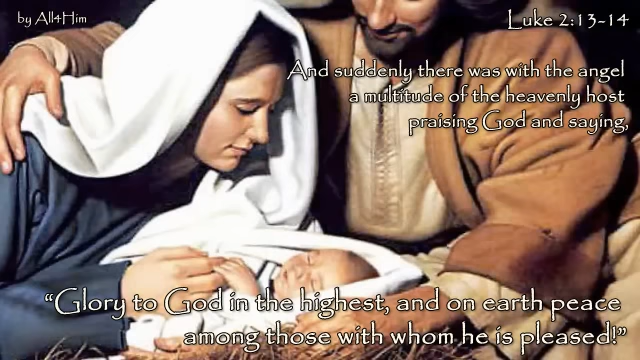 by All4Him
Luke 2:13-14
And suddenly there was with the angel
a multitude of the heavenly host
praising God and saying,
“Glory to God in the highest, and on earth peace
among those with whom he is pleased!”